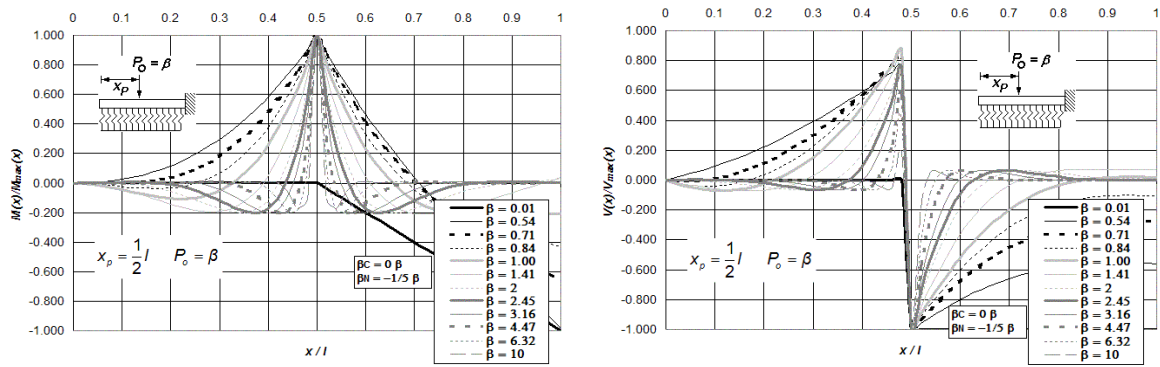 0 0.1 0.2 0.3 0.4 0.5 0.6 0.7 0.8 0.9 1
1.000
0.800
0.600
0.400
0.200
0.000
-0.200
-0.400
-0.600
-0.800
-1.000
M(x)/Mmax(x)
Po = β
xP
xp = 1/2 l Po = β
βC = 0 β
βN = −1/5 β
β = 0.01
β = 0.54
β = 0.71
β = 0.84
β = 1.00
β = 1.41
β = 2
β = 2.45
β = 3.16
β = 4.47
β = 6.32
β = 10
x / l
0 0.1 0.2 0.3 0.4 0.5 0.6 0.7 0.8 0.9 1
1.000
0.800
0.600
0.400
0.200
0.000
-0.200
-0.400
-0.600
-0.800
-1.000
V(x)/Vmax(x)
Po = β
xP
xp = 1/2 l Po = β
βC = 0 β
βN = −1/5 β
β = 0.01
β = 0.54
β = 0.71
β = 0.84
β = 1.00
β = 1.41
β = 2
β = 2.45
β = 3.16
β = 4.47
β = 6.32
β = 10
x / l